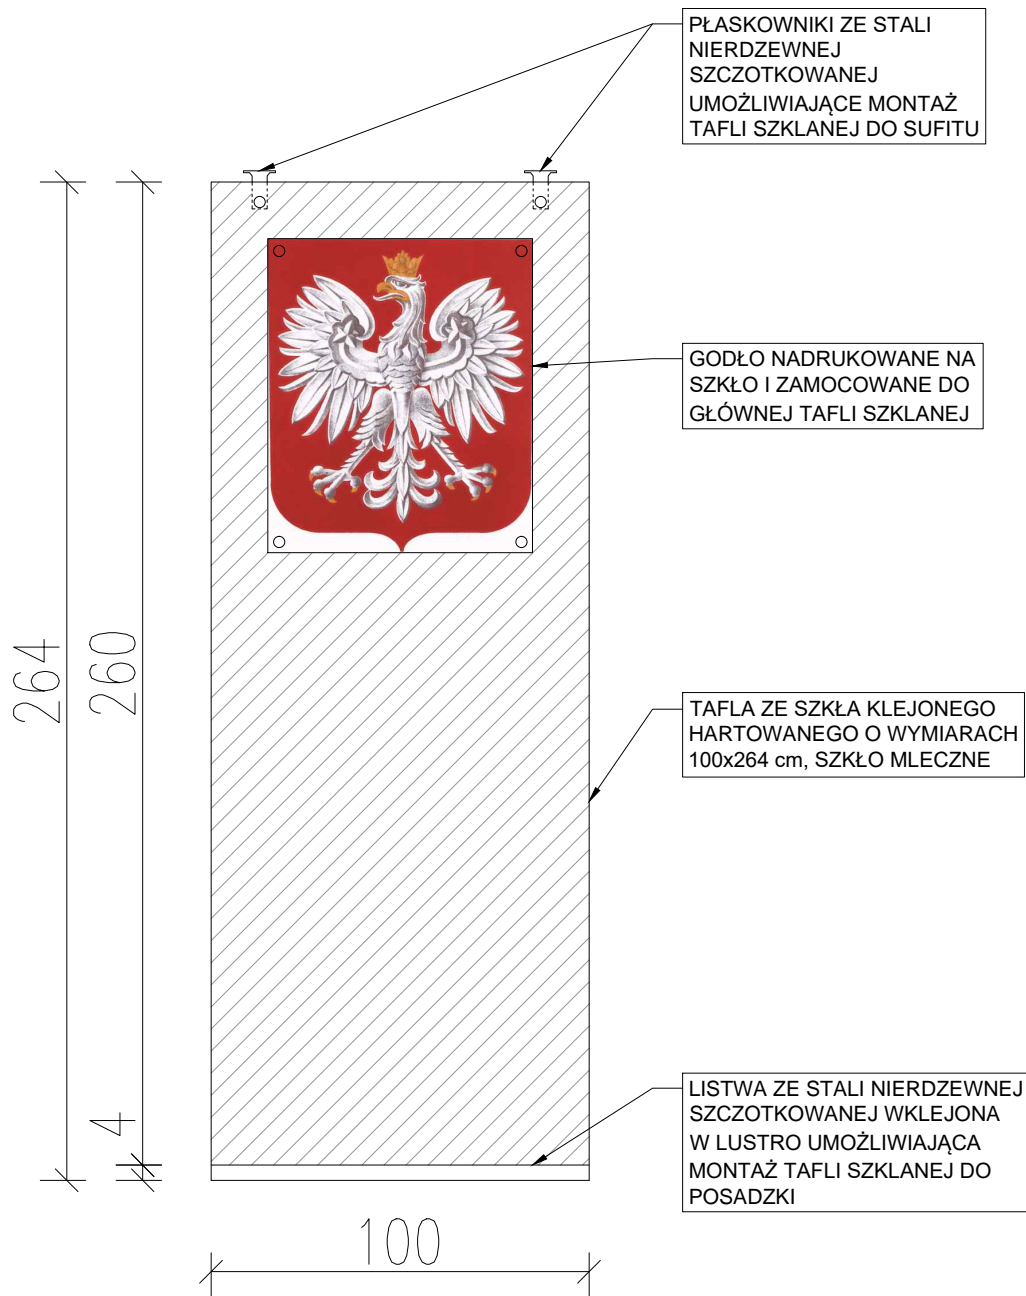 PŁASKOWNIKI ZE STALI
NIERDZEWNEJ
SZCZOTKOWANEJ
UMOŻLIWIAJĄCE MONTAŻ
TAFLI SZKLANEJ DO SUFITU
GODŁO NADRUKOWANE NA
SZKŁO I ZAMOCOWANE DO
GŁÓWNEJ TAFLI SZKLANEJ
264
260
TAFLA ZE SZKŁA KLEJONEGO
HARTOWANEGO O WYMIARACH
100x264 cm, SZKŁO MLECZNE
4
LISTWA ZE STALI NIERDZEWNEJ
SZCZOTKOWANEJ WKLEJONA
W LUSTRO UMOŻLIWIAJĄCA
MONTAŻ TAFLI SZKLANEJ DO
POSADZKI
100